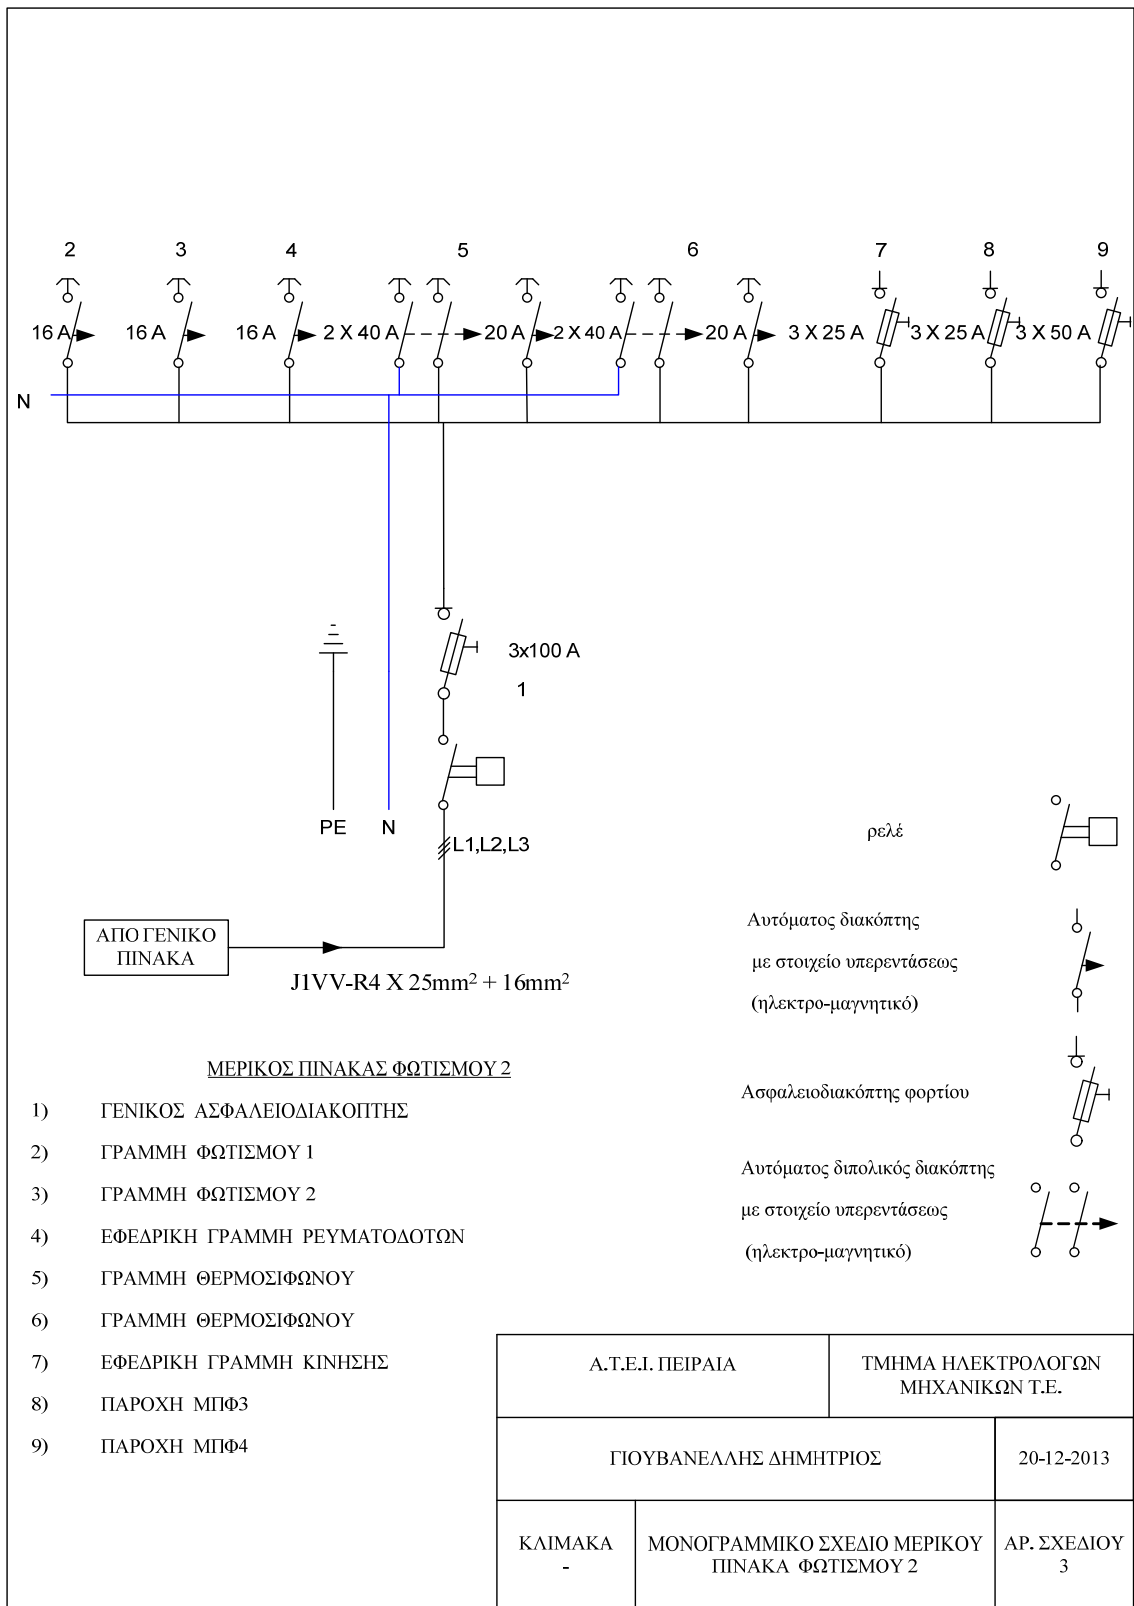 2 3 4 5 6 7 8 9
16 A 16 A 16 A 2 X 40 A 20 A 2 X 40 A 20 A 3 X 25 A 3 X 25 A 3 X 50 A
N
3x100 A
1
PE N
L1,L2,L3
ΑΠΟ ΓΕΝΙΚΟ
ΠΙΝΑΚΑ
J1VV-R4 X 25mm² + 16mm²
ρελέ
Αυτόματος διακόπτης
με στοιχείο υπερεντάσεως
(ηλεκτρο-μαγνητικό)
Ασφαλειοδιακόπτης φορτίου
Αυτόματος διπολικός διακόπτης
με στοιχείο υπερεντάσεως
(ηλεκτρο-μαγνητικό)
ΜΕΡΙΚΟΣ ΠΙΝΑΚΑΣ ΦΩΤΙΣΜΟΥ 2
1) ΓΕΝΙΚΟΣ ΑΣΦΑΛΕΙΟΔΙΑΚΟΠΤΗΣ
2) ΓΡΑΜΜΗ ΦΩΤΙΣΜΟΥ 1
3) ΓΡΑΜΜΗ ΦΩΤΙΣΜΟΥ 2
4) ΕΦΕΔΡΙΚΗ ΓΡΑΜΜΗ ΡΕΥΜΑΤΟΔΟΤΩΝ
5) ΓΡΑΜΜΗ ΘΕΡΜΟΣΙΦΩΝΟΥ
6) ΓΡΑΜΜΗ ΘΕΡΜΟΣΙΦΩΝΟΥ
7) ΕΦΕΔΡΙΚΗ ΓΡΑΜΜΗ ΚΙΝΗΣΗΣ
8) ΠΑΡΟΧΗ ΜΠΦ3
9) ΠΑΡΟΧΗ ΜΠΦ4
Α.Τ.Ε.Ι. ΠΕΙΡΑΙΑ
ΤΜΗΜΑ ΗΛΕΚΤΡΟΛΟΓΩΝ
ΜΗΧΑΝΙΚΩΝ Τ.Ε.
ΓΙΟΥΒΑΝΕΛΛΗΣ ΔΗΜΗΤΡΙΟΣ
20-12-2013
ΚΛΙΜΑΚΑ
-
ΜΟΝΟΓΡΑΜΜΙΚΟ ΣΧΕΔΙΟ ΜΕΡΙΚΟΥ
ΠΙΝΑΚΑ ΦΩΤΙΣΜΟΥ 2
ΑΡ. ΣΧΕΔΙΟΥ
3